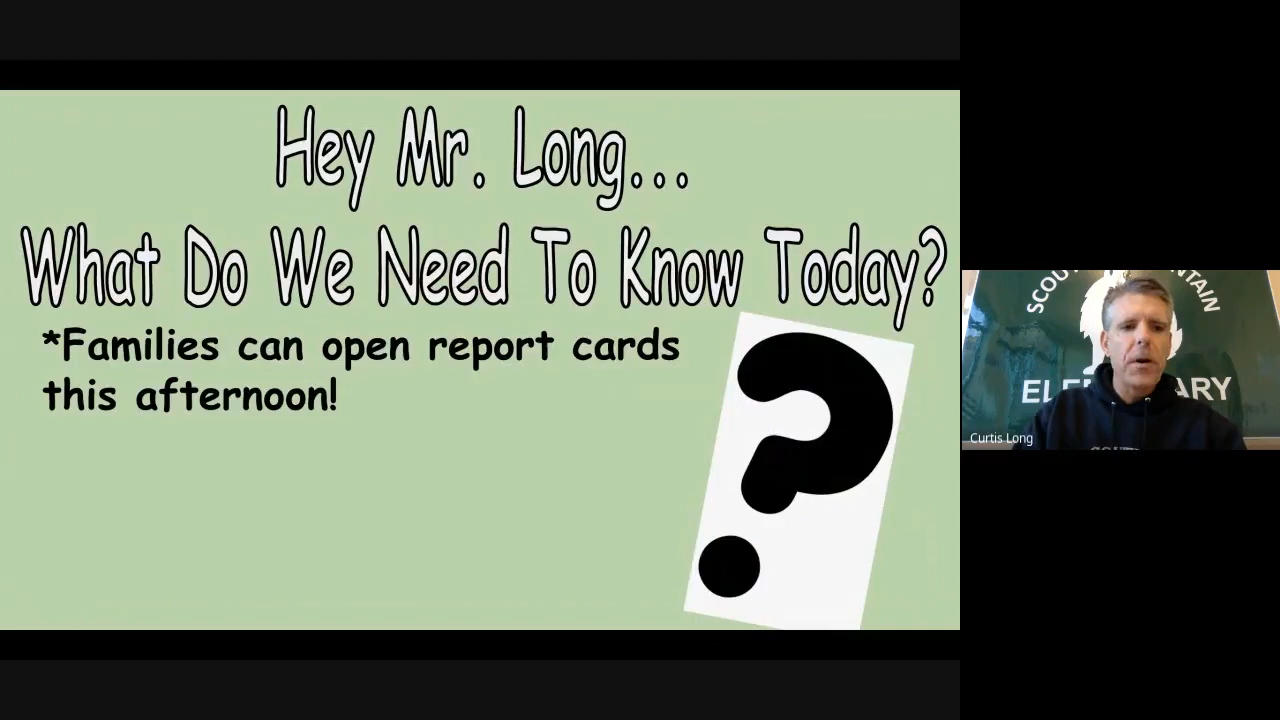 Hey Mr. Long...
What Do We Need To Know Today?
*Families can open report cards
this afternoon!
?
Curtis Long